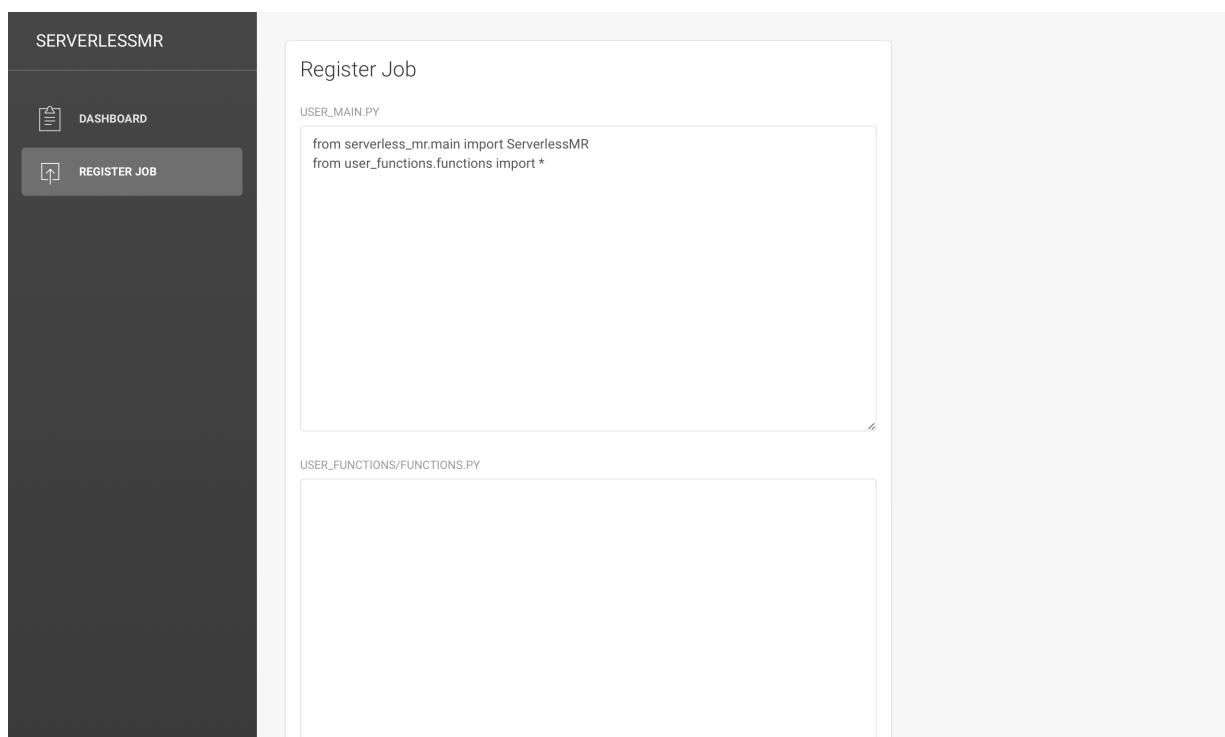 SERVERLESSMR
DASHBOARD
REGISTER JOB
Register Job
USER_MAIN.PY
from serverless_mr.main import ServerlessMR
from user_functions.functions import *
USER_FUNCTIONS/FUNCTIONS.PY